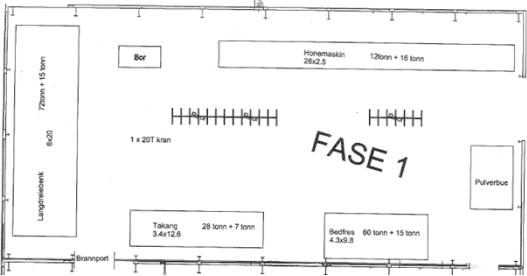 Bor
Honemaskin 12tonn + 16 tonn
26x2.5
Langdreiebenk 6x20 72tonn + 15 tonn
1 x 20T kran
FASE 1
Pulverbue
Takang 28 tonn + 7 tonn
3.4x12.6
Bedfres 60 tonn + 15 tonn
4.3x9.8
Brannport